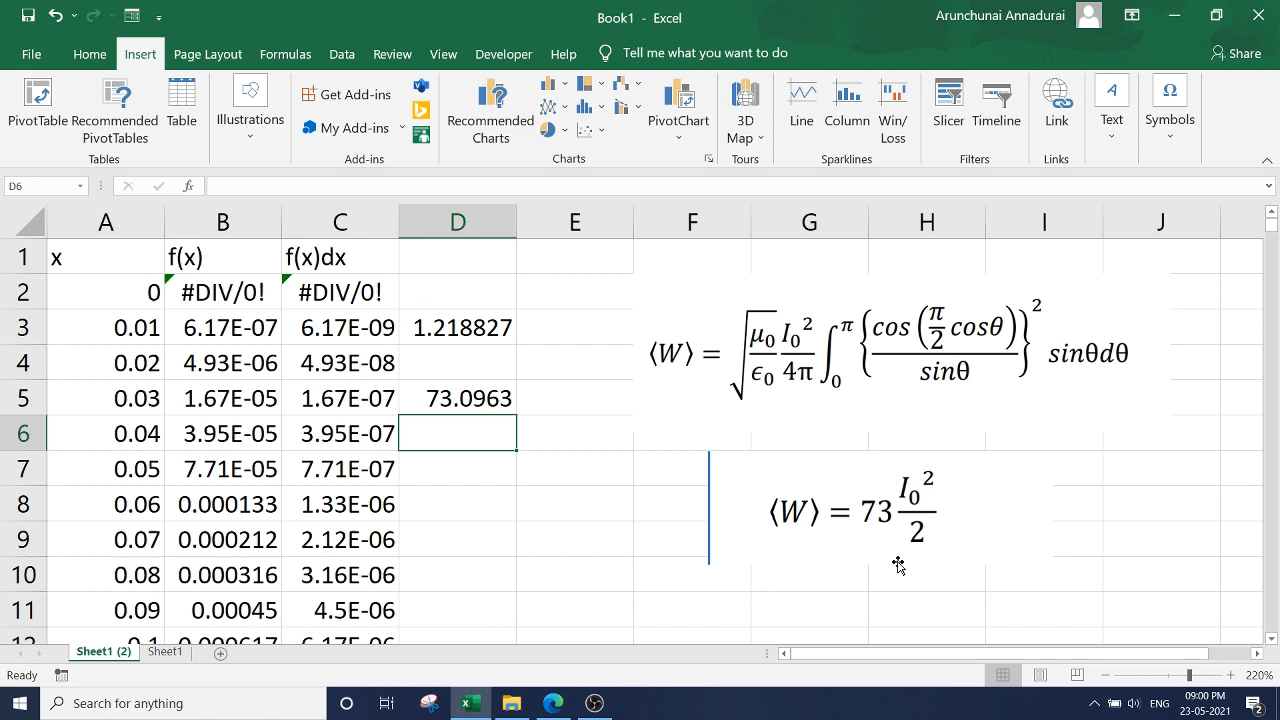 Book1 - Excel
Arunchunai Annadurai
File Home Insert Page Layout Formulas Data Review View Developer Help Tell me what you want to do Share
PivotTable Recommended PivotTables Table
Tables
Illustrations
Get Add-ins
My Add-ins
Add-ins
Recommended Charts
PivotChart
Charts
3D Map
Tours
Line Column Win/Loss
Sparklines
Slicer Timeline
Filters
Link
Links
Text
Symbols
D6 fx
A B C D E F G H I J
1 x f(x) f(x)dx
2 0 #DIV/0! #DIV/0!
3 0.01 6.17E-07 6.17E-09 1.218827
4 0.02 4.93E-06 4.93E-08
5 0.03 1.67E-05 1.67E-07 73.0963
6 0.04 3.95E-05 3.95E-07
7 0.05 7.71E-05 7.71E-07
8 0.06 0.000133 1.33E-06
9 0.07 0.000212 2.12E-06
10 0.08 0.000316 3.16E-06
11 0.09 0.00045 4.5E-06
12 0.1 0.000617 6.17E-06
⟨W⟩ = √(μ₀/ϵ₀) I₀²/4π ∫₀^π {cos (π/2 cosθ)/sinθ}² sinθdθ
⟨W⟩ = 73 I₀²/2
Sheet1 (2) Sheet1
Ready 220%
Search for anything
ENG
09:00 PM
23-05-2021